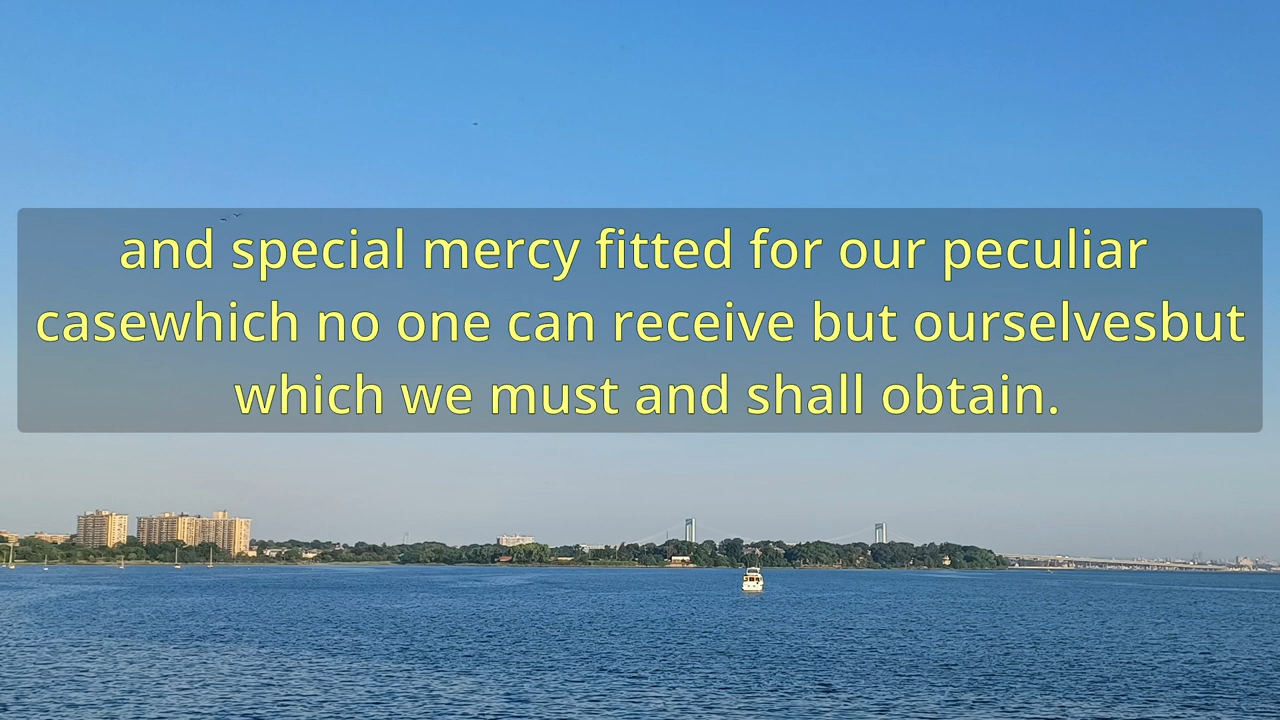 and special mercy fitted for our peculiar
casewhich no one can receive but ourselvesbut
which we must and shall obtain.